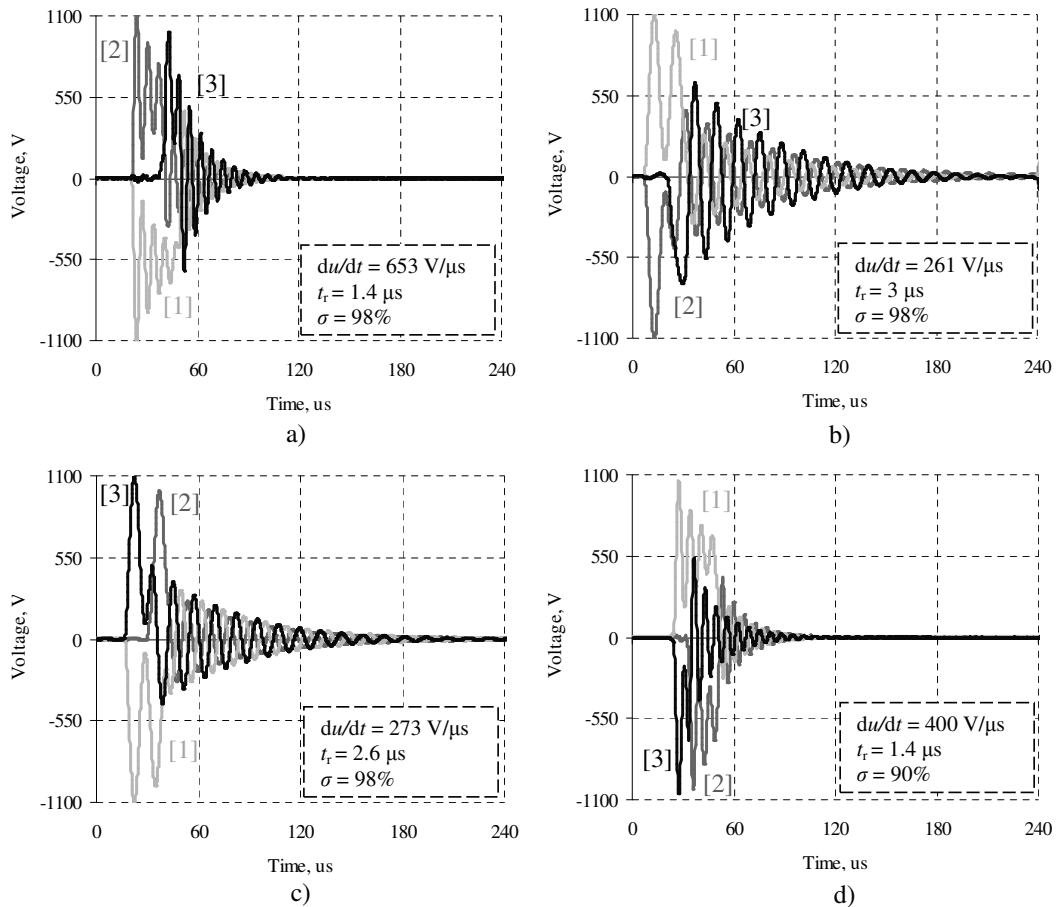 1100
[2]
550
[3]
0
-550
[1]
-1100
Voltage, V
du/dt = 653 V/μs
tr = 1.4 μs
σ = 98%
0 60 120 180 240
Time, us
a)
1100
[1]
550
[3]
0
-550
[2]
-1100
Voltage, V
du/dt = 261 V/μs
tr = 3 μs
σ = 98%
0 60 120 180 240
Time, us
b)
1100
[3]
[2]
550
0
-550
[1]
-1100
Voltage, V
du/dt = 273 V/μs
tr = 2.6 μs
σ = 98%
0 60 120 180 240
Time, us
c)
1100
[1]
550
0
-550
[3]
[2]
-1100
Voltage, V
du/dt = 400 V/μs
tr = 1.4 μs
σ = 90%
0 60 120 180 240
Time, us
d)